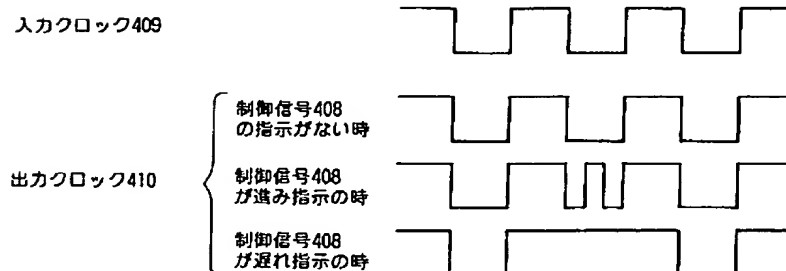 入力クロック409
出力クロック410
制御信号408
の指示がない時
制御信号408
が進み指示の時
制御信号408
が遅れ指示の時